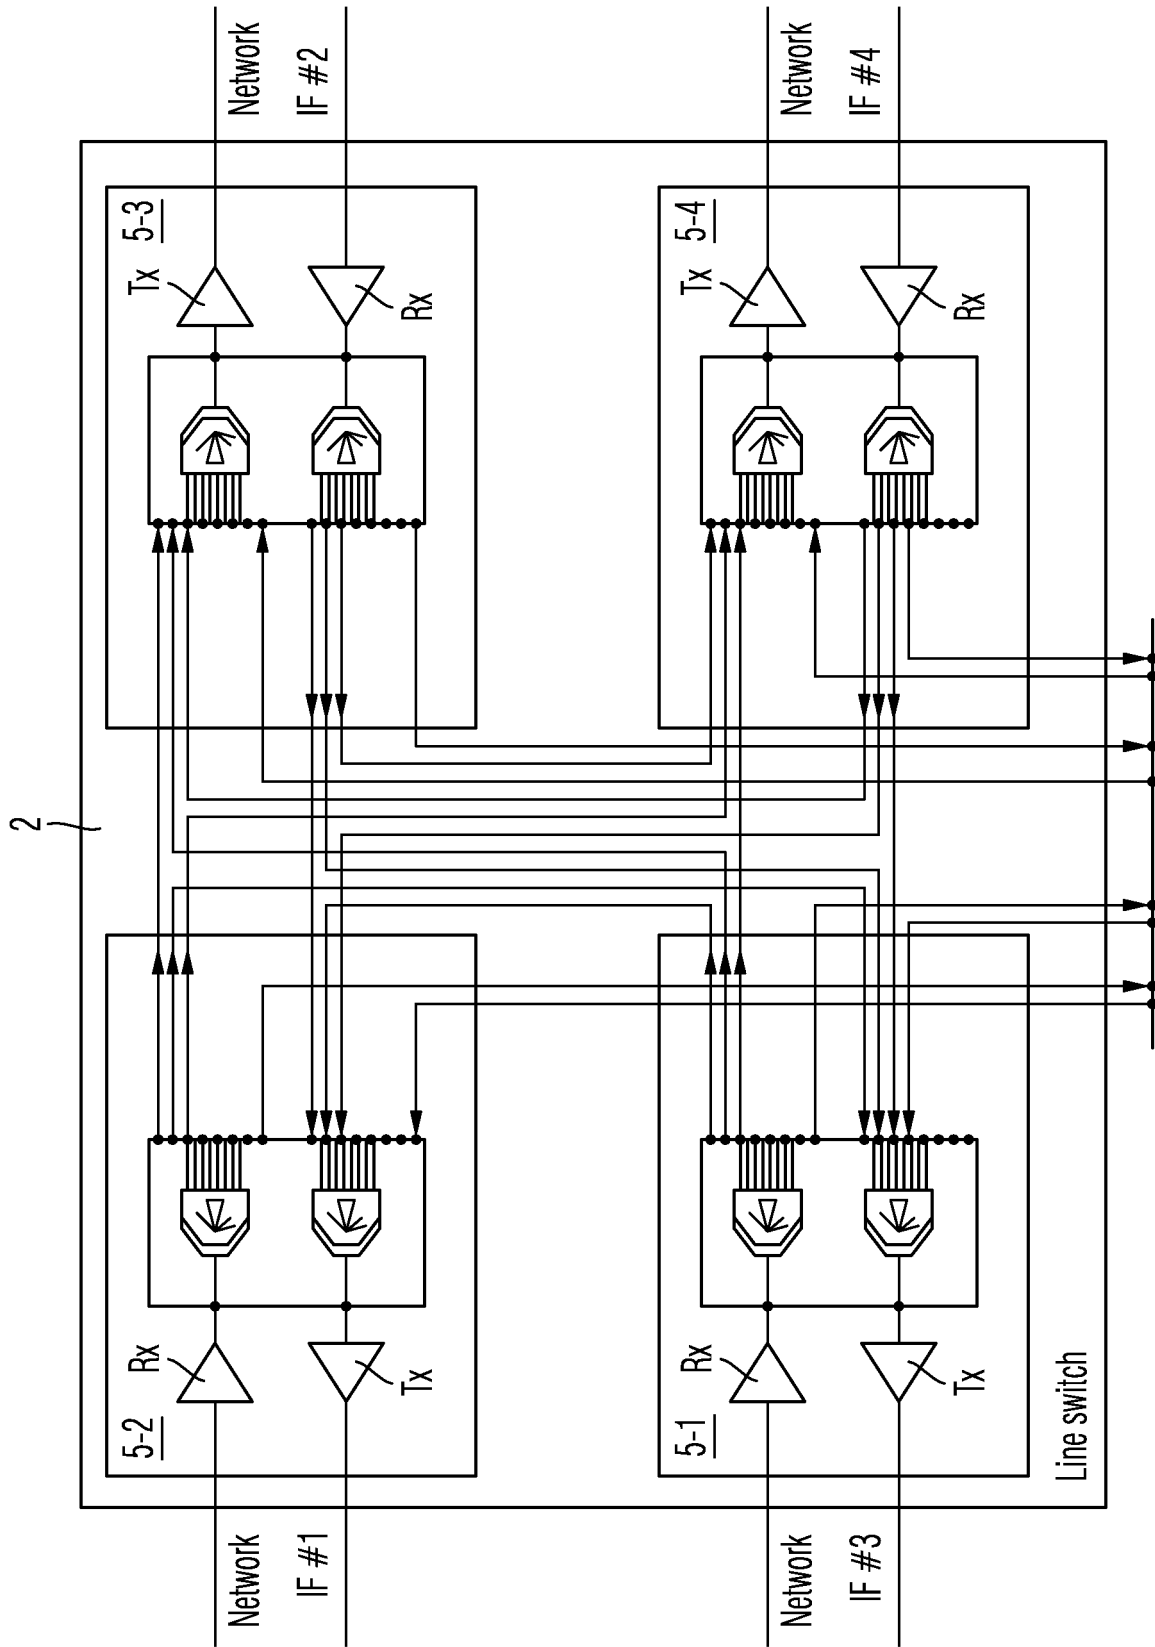 2
Network
IF #1
5-2
Rx
Tx
5-3
Tx
Rx
Network
IF #2
Network
IF #3
5-1
Rx
Tx
5-4
Tx
Rx
Network
IF #4
Line switch